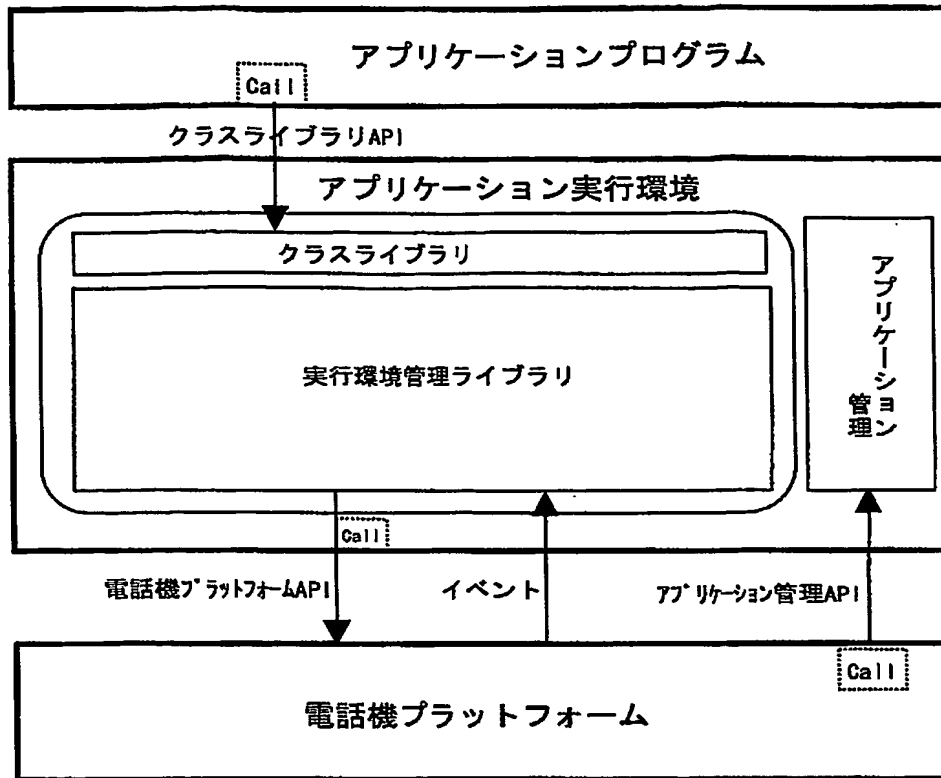 アプリケーションプログラム
Call
クラスライブラリAPI
アプリケーション実行環境
クラスライブラリ
実行環境管理ライブラリ
アプリケーション
管理
Call
電話機プラットフォームAPI
イベント
アプリケーション管理API
Call
電話機プラットフォーム